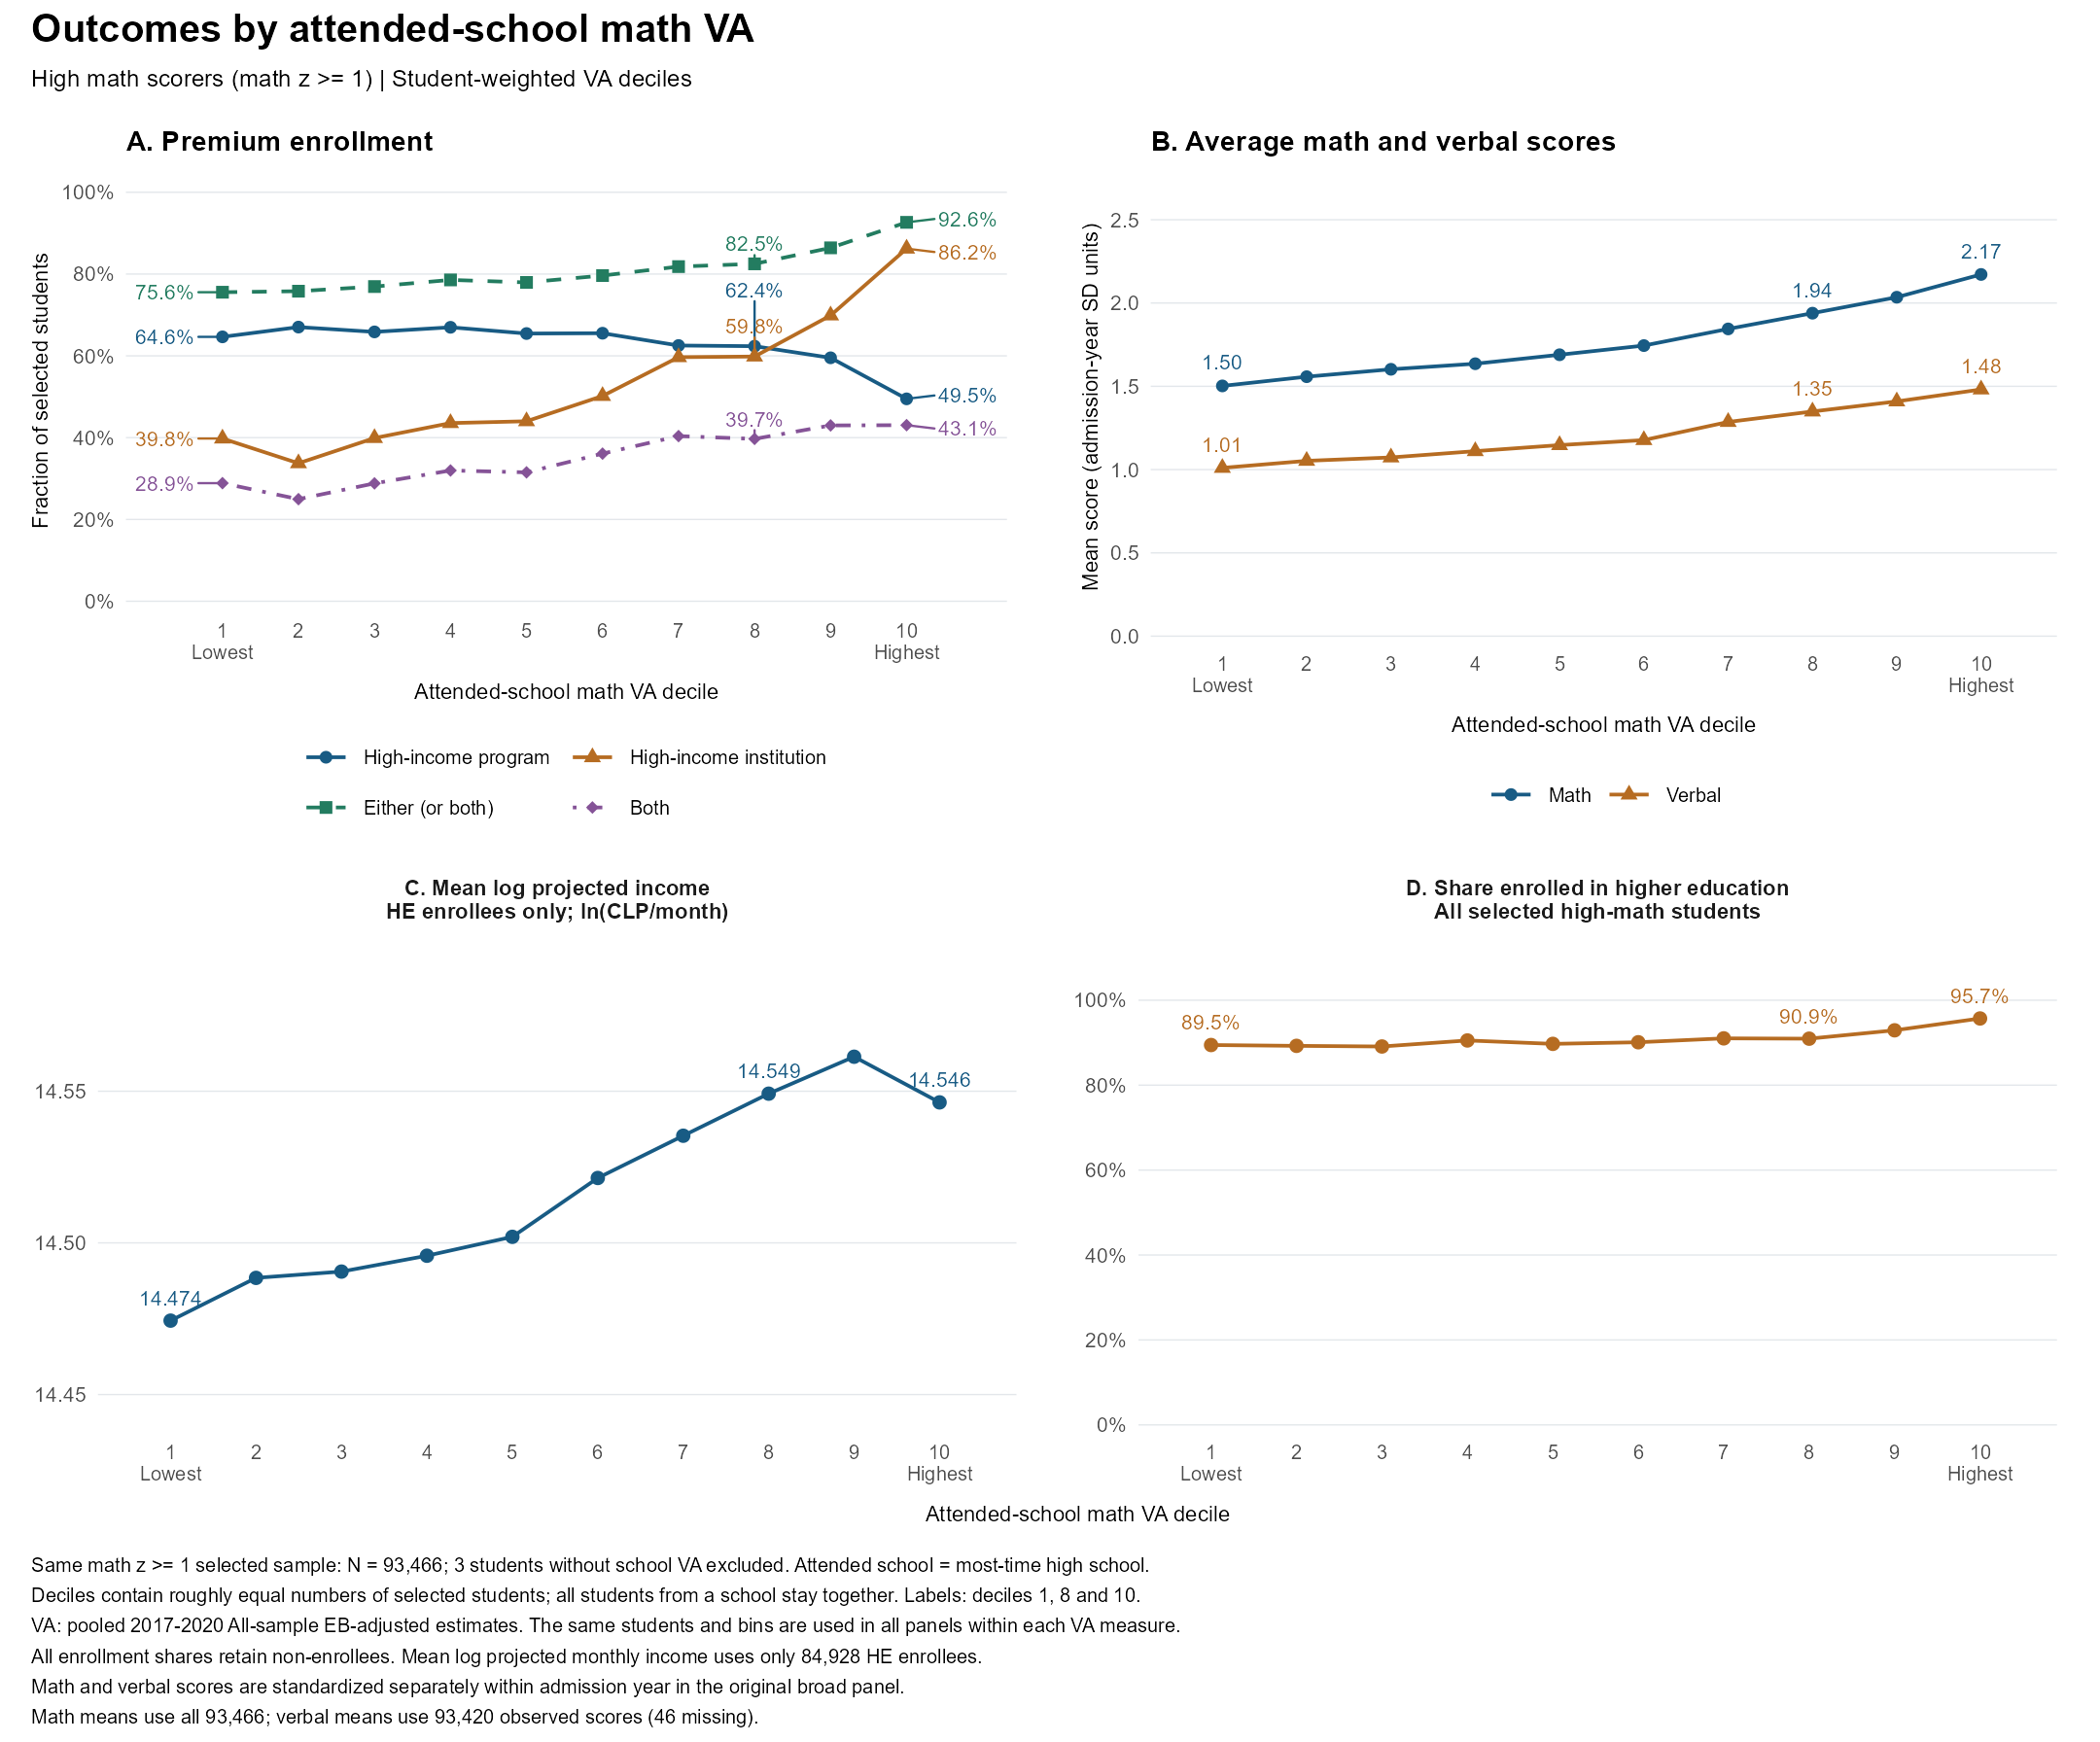 Outcomes by attended-school math VA
High math scorers (math z >= 1) | Student-weighted VA deciles
A. Premium enrollment
Fraction of selected students
100%
80%
60%
40%
20%
0%
75.6%
64.6%
39.8%
28.9%
82.5%
62.4%
59.8%
39.7%
92.6%
86.2%
49.5%
43.1%
1 2 3 4 5 6 7 8 9 10
Lowest Highest
Attended-school math VA decile
High-income program High-income institution
Either (or both) Both
B. Average math and verbal scores
Mean score (admission-year SD units)
2.5
2.0
1.5
1.0
0.5
0.0
1.50
1.94
2.17
1.01
1.35
1.48
1 2 3 4 5 6 7 8 9 10
Lowest Highest
Attended-school math VA decile
Math Verbal
C. Mean log projected income
HE enrollees only; ln(CLP/month)
14.55
14.50
14.45
14.474
14.549
14.546
1 2 3 4 5 6 7 8 9 10
Lowest Highest
D. Share enrolled in higher education
All selected high-math students
100%
80%
60%
40%
20%
0%
89.5%
90.9%
95.7%
1 2 3 4 5 6 7 8 9 10
Lowest Highest
Attended-school math VA decile
Same math z >= 1 selected sample: N = 93,466; 3 students without school VA excluded. Attended school = most-time high school.
Deciles contain roughly equal numbers of selected students; all students from a school stay together. Labels: deciles 1, 8 and 10.
VA: pooled 2017-2020 All-sample EB-adjusted estimates. The same students and bins are used in all panels within each VA measure.
All enrollment shares retain non-enrollees. Mean log projected monthly income uses only 84,928 HE enrollees.
Math and verbal scores are standardized separately within admission year in the original broad panel.
Math means use all 93,466; verbal means use 93,420 observed scores (46 missing).